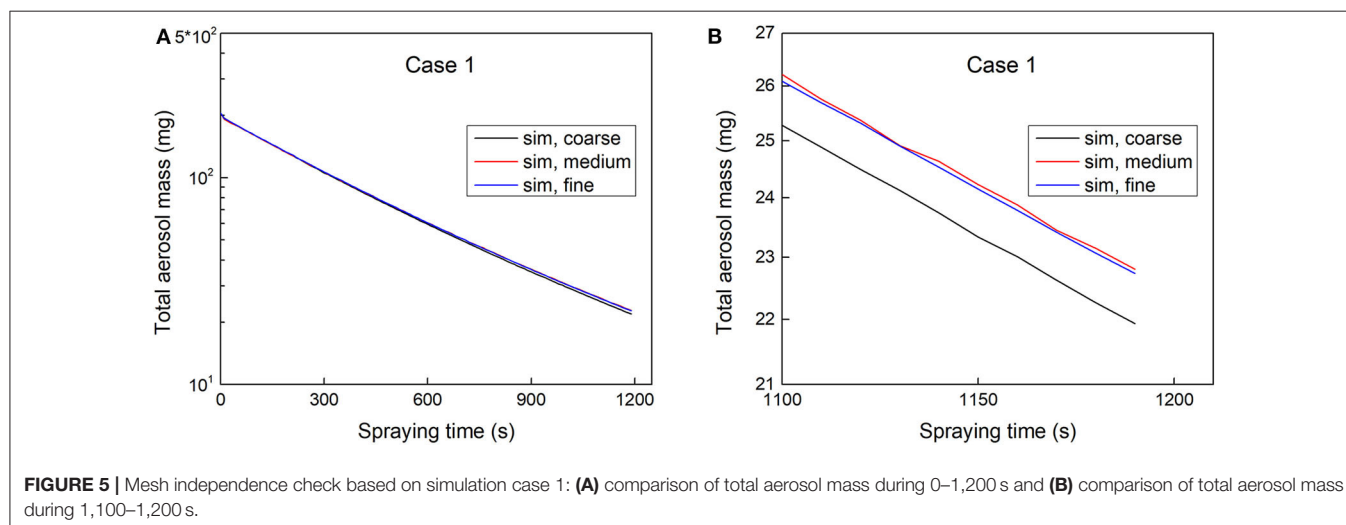 A
Case 1
5*10²
10²
10¹
Total aerosol mass (mg)
sim, coarse
sim, medium
sim, fine
0 300 600 900 1200
Spraying time (s)
B
Case 1
27
26
25
24
23
22
21
Total aerosol mass (mg)
sim, coarse
sim, medium
sim, fine
1100 1150 1200
Spraying time (s)
FIGURE 5 | Mesh independence check based on simulation case 1: (A) comparison of total aerosol mass during 0–1,200 s and (B) comparison of total aerosol mass
during 1,100–1,200 s.